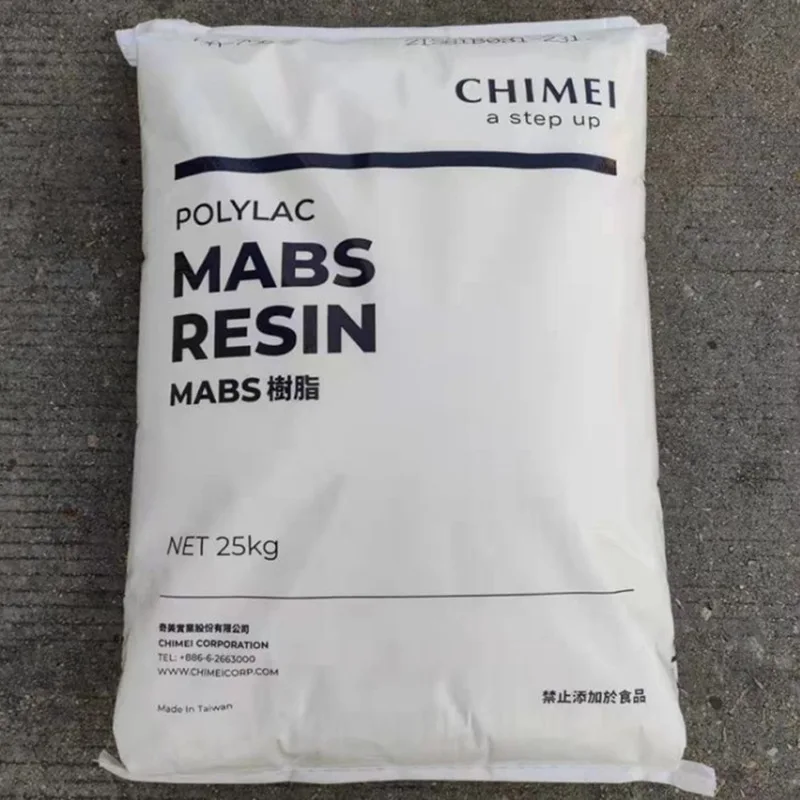 CHIMEI
a step up
POLYLAC
MABS
RESIN
MABS 樹脂
NET 25kg
奇美實業股份有限公司
CHIMEI CORPORATION
TEL: +886-6-2663000
WWW.CHIMEICORP.COM
Made In Taiwan
禁止添加於食品